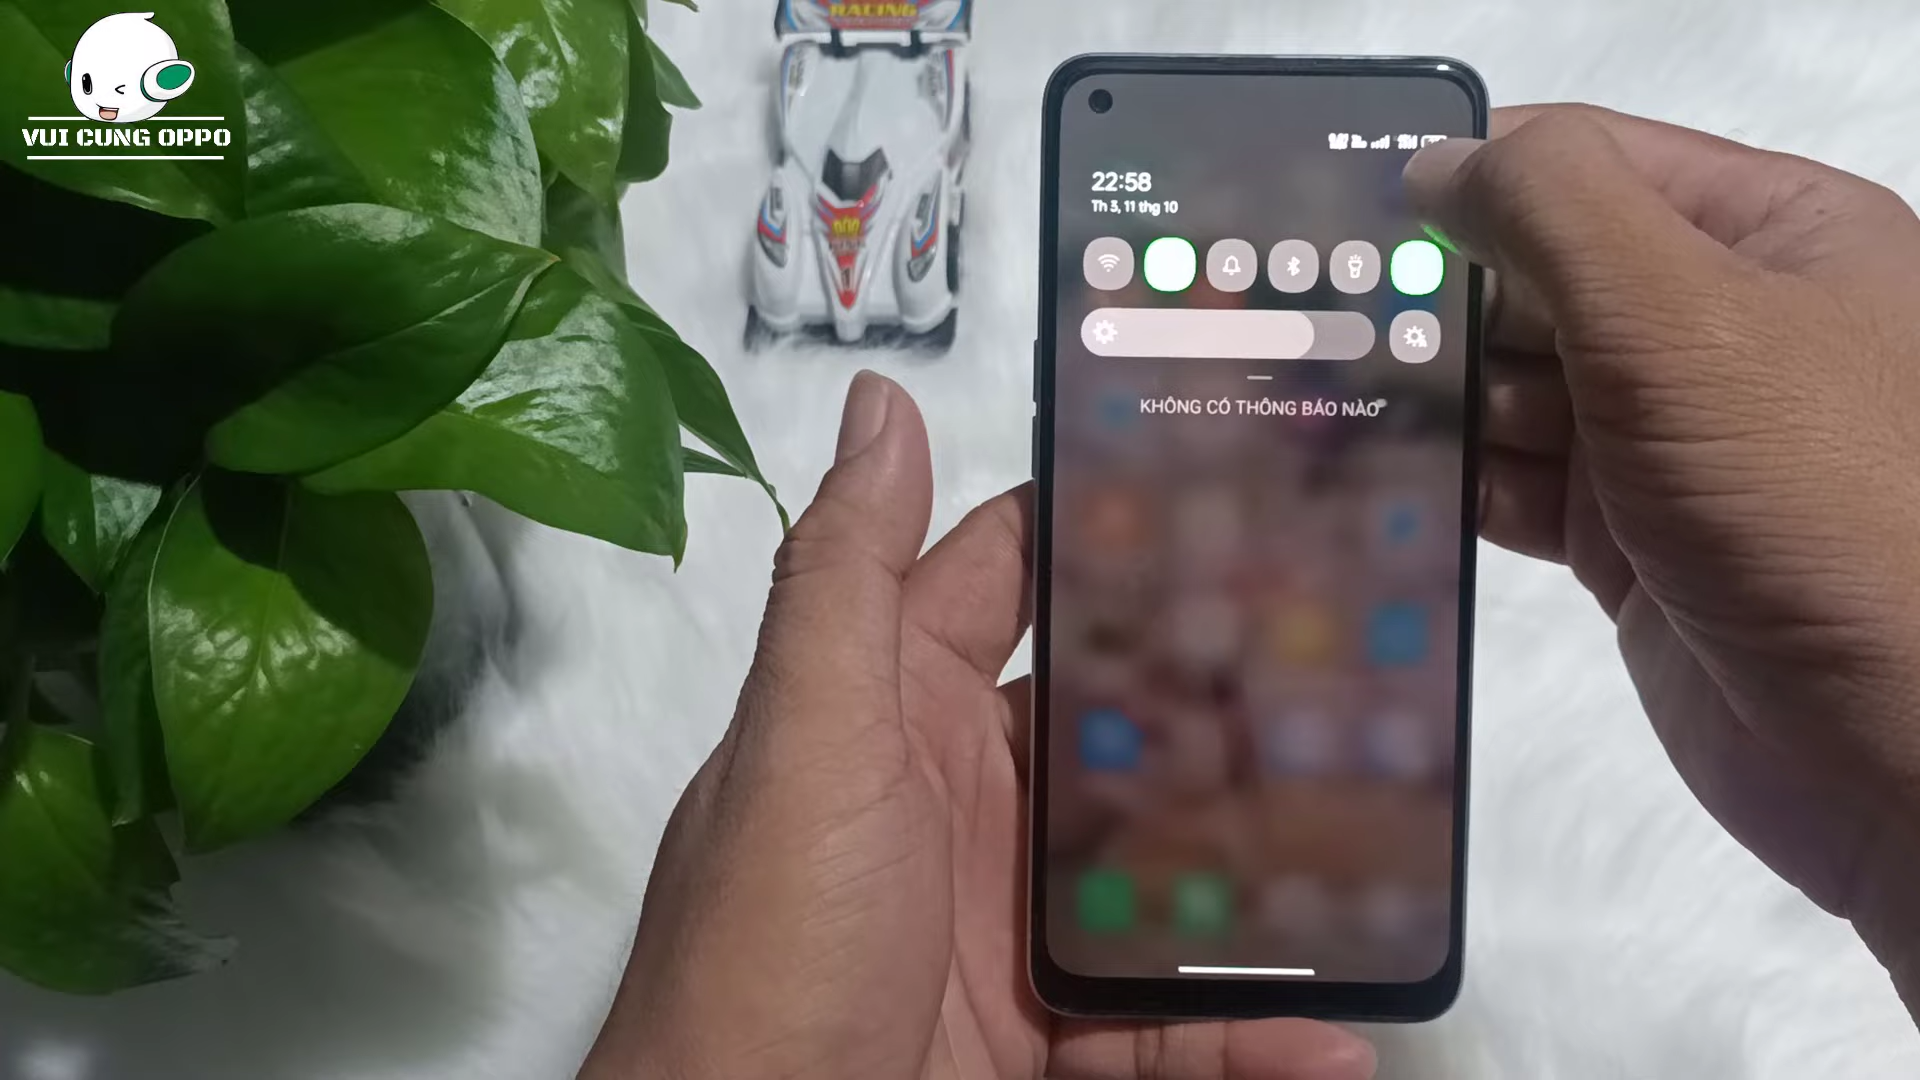 VUI CUNG OPPO
RACING
22:58
Th 3, 11 thg 10
KHÔNG CÓ THÔNG BÁO NÀO